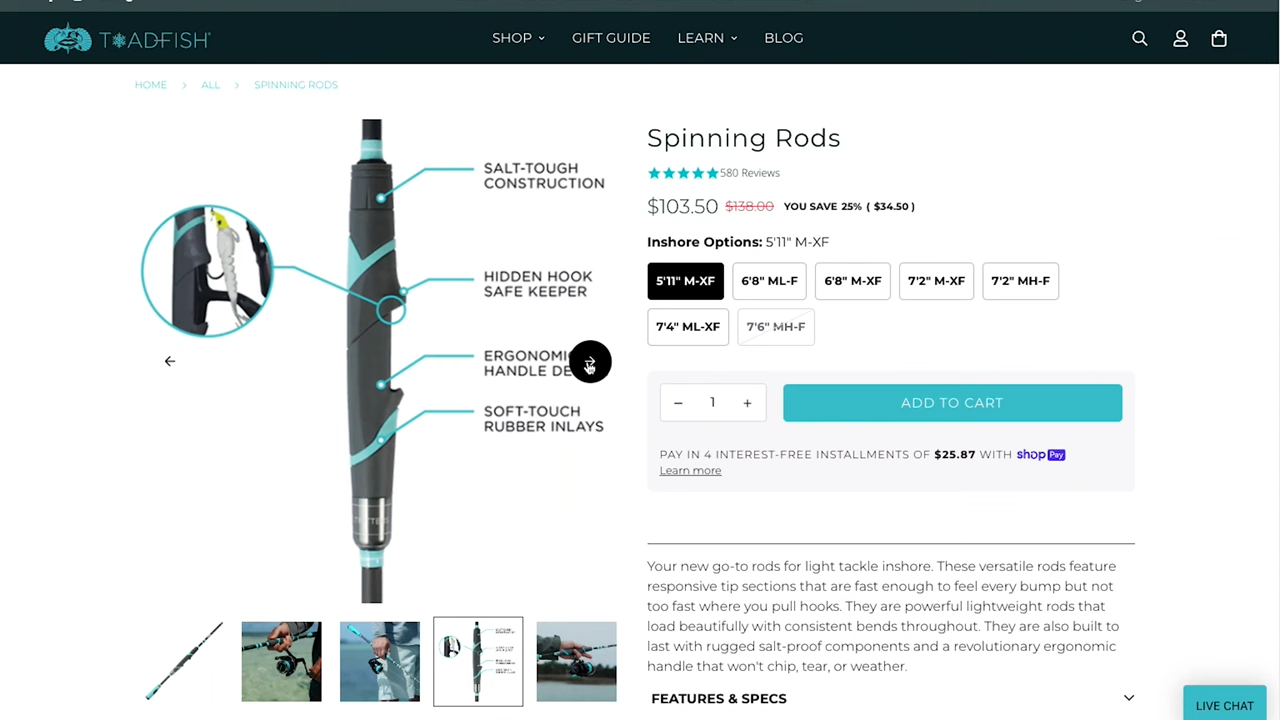 TOADFISH
SHOP
GIFT GUIDE
LEARN
BLOG
HOME > ALL > SPINNING RODS
SALT-TOUGH
CONSTRUCTION
HIDDEN HOOK
SAFE KEEPER
ERGONOMIC
HANDLE DE
SOFT-TOUCH
RUBBER INLAYS
Spinning Rods
580 Reviews
$103.50 $138.00 YOU SAVE 25% ( $34.50 )
Inshore Options: 5'11" M-XF
5'11" M-XF
6'8" ML-F
6'8" M-XF
7'2" M-XF
7'2" MH-F
7'4" ML-XF
7'6" MH-F
− 1 +
ADD TO CART
PAY IN 4 INTEREST-FREE INSTALLMENTS OF $25.87 WITH shop Pay
Learn more
Your new go-to rods for light tackle inshore. These versatile rods feature
responsive tip sections that are fast enough to feel every bump but not
too fast where you pull hooks. They are powerful lightweight rods that
load beautifully with consistent bends throughout. They are also built to
last with rugged salt-proof components and a revolutionary ergonomic
handle that won't chip, tear, or weather.
FEATURES & SPECS
LIVE CHAT